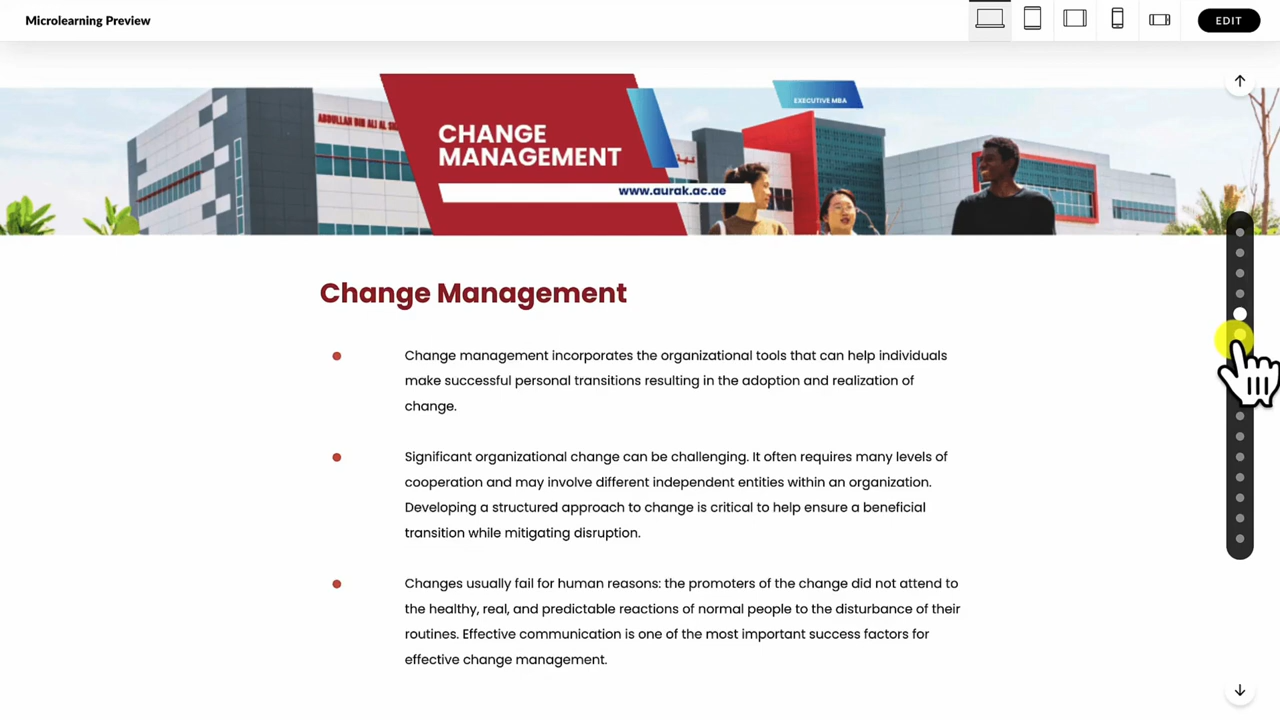 Microlearning Preview
EDIT
EXECUTIVE MBA
CHANGE
MANAGEMENT
www.aurak.ac.ae
Change Management
Change management incorporates the organizational tools that can help individuals
make successful personal transitions resulting in the adoption and realization of
change.
Significant organizational change can be challenging. It often requires many levels of
cooperation and may involve different independent entities within an organization.
Developing a structured approach to change is critical to help ensure a beneficial
transition while mitigating disruption.
Changes usually fail for human reasons: the promoters of the change did not attend to
the healthy, real, and predictable reactions of normal people to the disturbance of their
routines. Effective communication is one of the most important success factors for
effective change management.